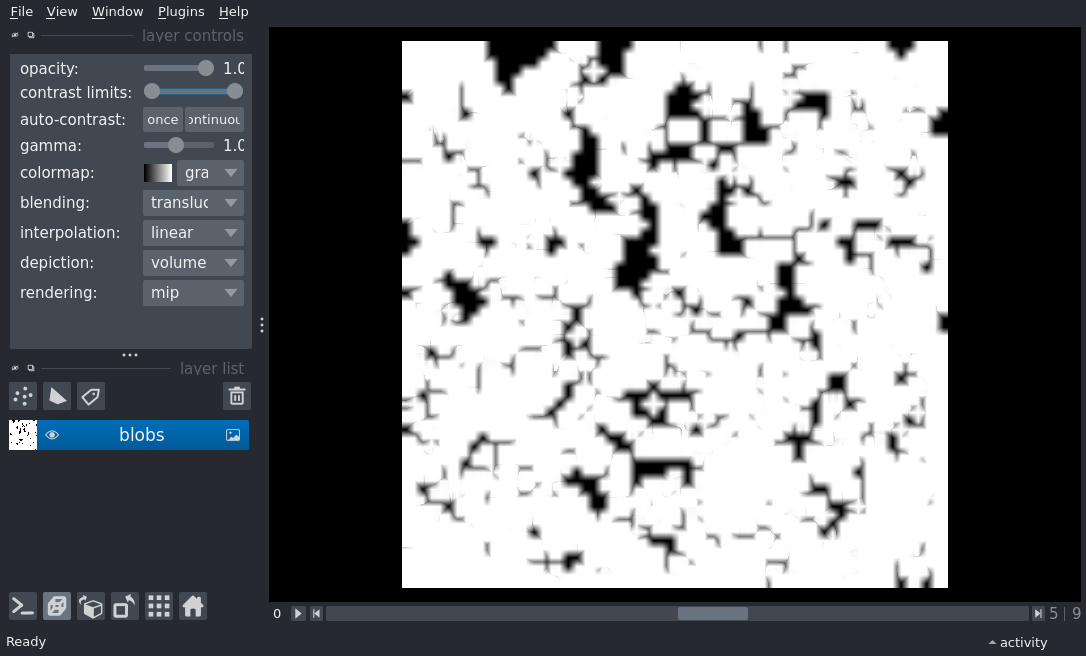 File View Window Plugins Help
layer controls
opacity: 1.0
contrast limits:
auto-contrast: once ontinuou
gamma: 1.0
colormap: gra
blending: transluc
interpolation: linear
depiction: volume
rendering: mip
layer list
blobs
0 5 | 9
Ready activity